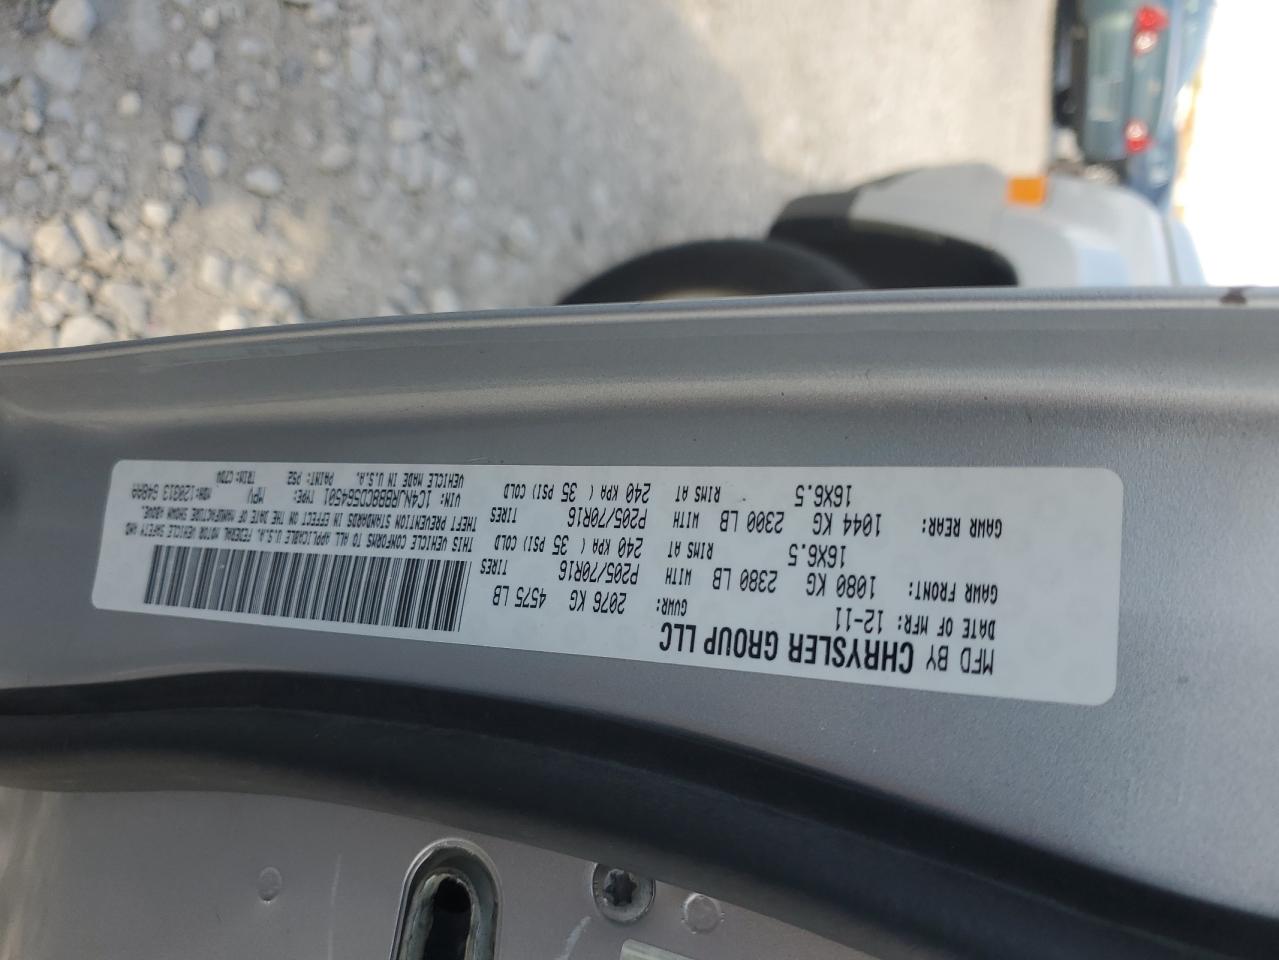 MFD BY CHRYSLER GROUP LLC
DATE OF MFR: 12-11 GVWR: 2076 KG 4575 LB
GAWR FRONT: 1080 KG 2380 LB WITH P205/70R16 TIRES
16X6.5 RIMS AT 240 KPA ( 35 PSI) COLD
GAWR REAR: 1044 KG 2300 LB WITH P205/70R16 TIRES
16X6.5 RIMS AT 240 KPA ( 35 PSI) COLD
THIS VEHICLE CONFORMS TO ALL APPLICABLE U.S.A. FEDERAL MOTOR VEHICLE SAFETY AND
THEFT PREVENTION STANDARDS IN EFFECT ON THE DATE OF MANUFACTURE SHOWN ABOVE.
VIN: 1C4NJRBB8CD564501 TYPE: MPV MDH:120313 648AA
VEHICLE MADE IN U.S.A. PAINT: PS2 TRIM: C7DV